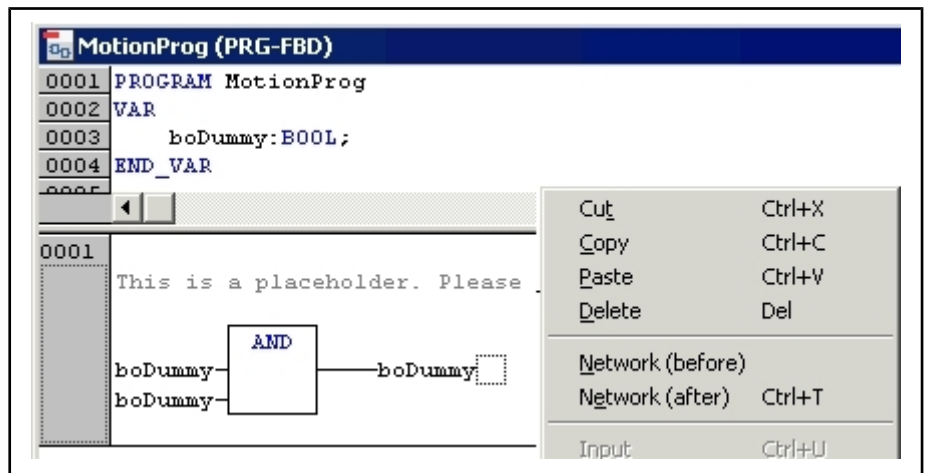 MotionProg (PRG-FBD)
0001 PROGRAM MotionProg
0002 VAR
0003 boDummy:BOOL;
0004 END_VAR
0005
0001
This is a placeholder. Please
AND
boDummy boDummy
boDummy
Cut Ctrl+X
Copy Ctrl+C
Paste Ctrl+V
Delete Del
Network (before)
Network (after) Ctrl+T
Input Ctrl+U